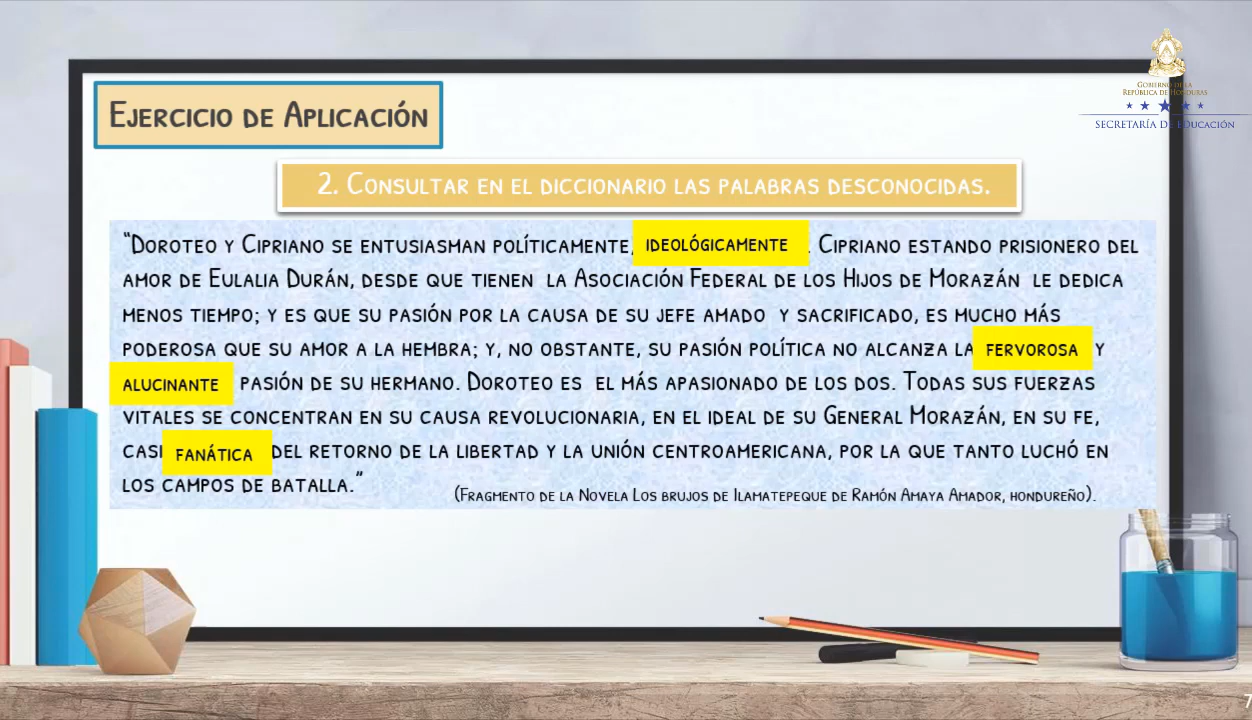 GOBIERNO DE LA
REPÚBLICA DE HONDURAS
SECRETARÍA DE EDUCACIÓN
EJERCICIO DE APLICACIÓN
2. CONSULTAR EN EL DICCIONARIO LAS PALABRAS DESCONOCIDAS.
"DOROTEO Y CIPRIANO SE ENTUSIASMAN POLÍTICAMENTE, IDEOLÓGICAMENTE . CIPRIANO ESTANDO PRISIONERO DEL
AMOR DE EULALIA DURÁN, DESDE QUE TIENEN LA ASOCIACIÓN FEDERAL DE LOS HIJOS DE MORAZÁN LE DEDICA
MENOS TIEMPO; Y ES QUE SU PASIÓN POR LA CAUSA DE SU JEFE AMADO Y SACRIFICADO, ES MUCHO MÁS
PODEROSA QUE SU AMOR A LA HEMBRA; Y, NO OBSTANTE, SU PASIÓN POLÍTICA NO ALCANZA LA FERVOROSA Y
ALUCINANTE PASIÓN DE SU HERMANO. DOROTEO ES EL MÁS APASIONADO DE LOS DOS. TODAS SUS FUERZAS
VITALES SE CONCENTRAN EN SU CAUSA REVOLUCIONARIA, EN EL IDEAL DE SU GENERAL MORAZÁN, EN SU FE,
CASI FANÁTICA DEL RETORNO DE LA LIBERTAD Y LA UNIÓN CENTROAMERICANA, POR LA QUE TANTO LUCHÓ EN
LOS CAMPOS DE BATALLA."
(FRAGMENTO DE LA NOVELA LOS BRUJOS DE ILAMATEPEQUE DE RAMÓN AMAYA AMADOR, HONDUREÑO).
7